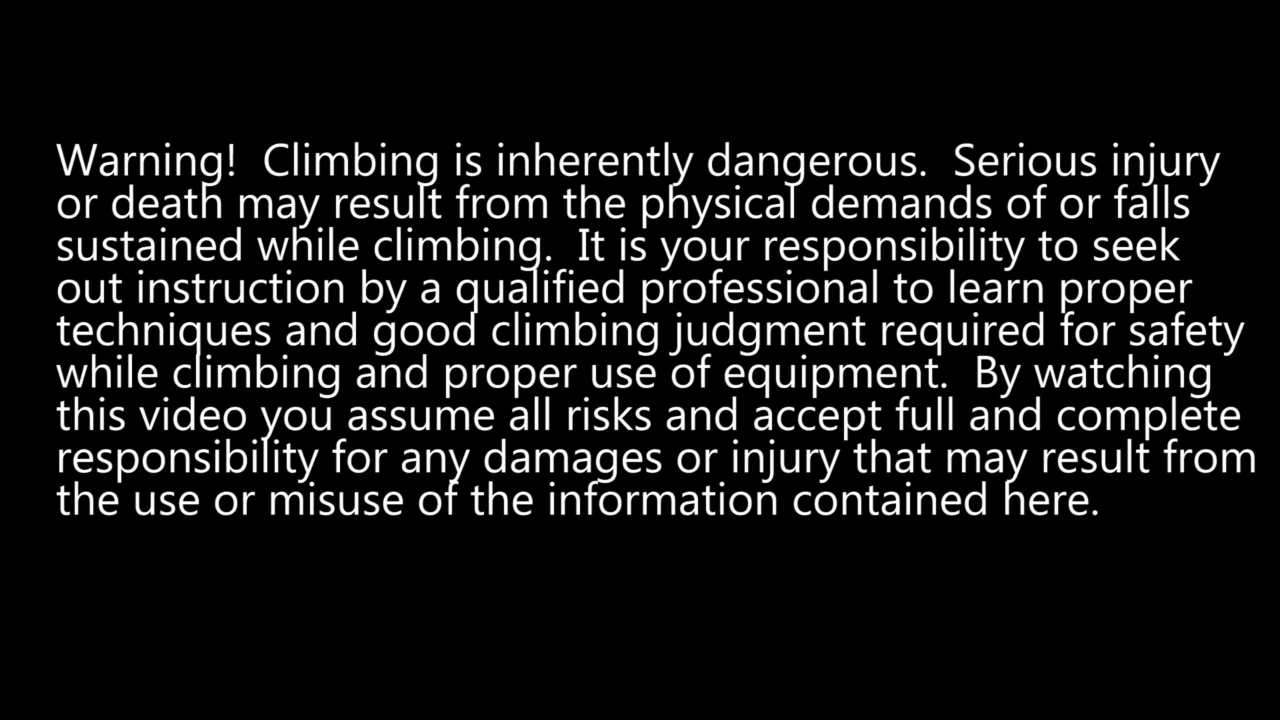 Warning!  Climbing is inherently dangerous.  Serious injury
or death may result from the physical demands of or falls
sustained while climbing.  It is your responsibility to seek
out instruction by a qualified professional to learn proper
techniques and good climbing judgment required for safety
while climbing and proper use of equipment.  By watching
this video you assume all risks and accept full and complete
responsibility for any damages or injury that may result from
the use or misuse of the information contained here.